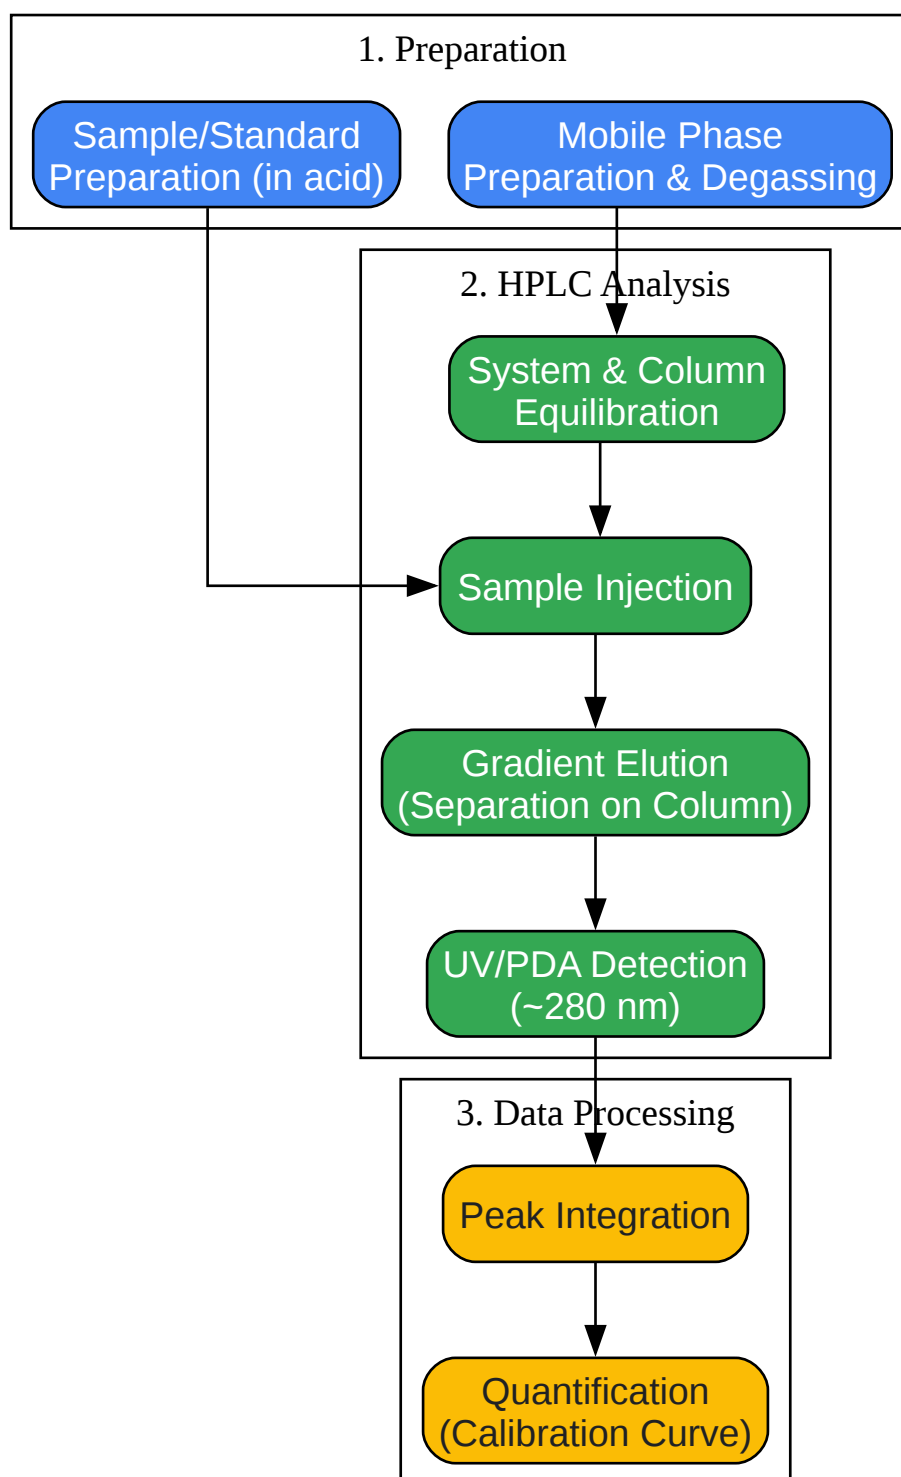 1. Preparation
Sample/Standard
Preparation (in acid)
Mobile Phase
Preparation & Degassing
2. HPLC Analysis
System & Column
Equilibration
Sample Injection
Gradient Elution
(Separation on Column)
UV/PDA Detection
(~280 nm)
3. Data Processing
Peak Integration
Quantification
(Calibration Curve)